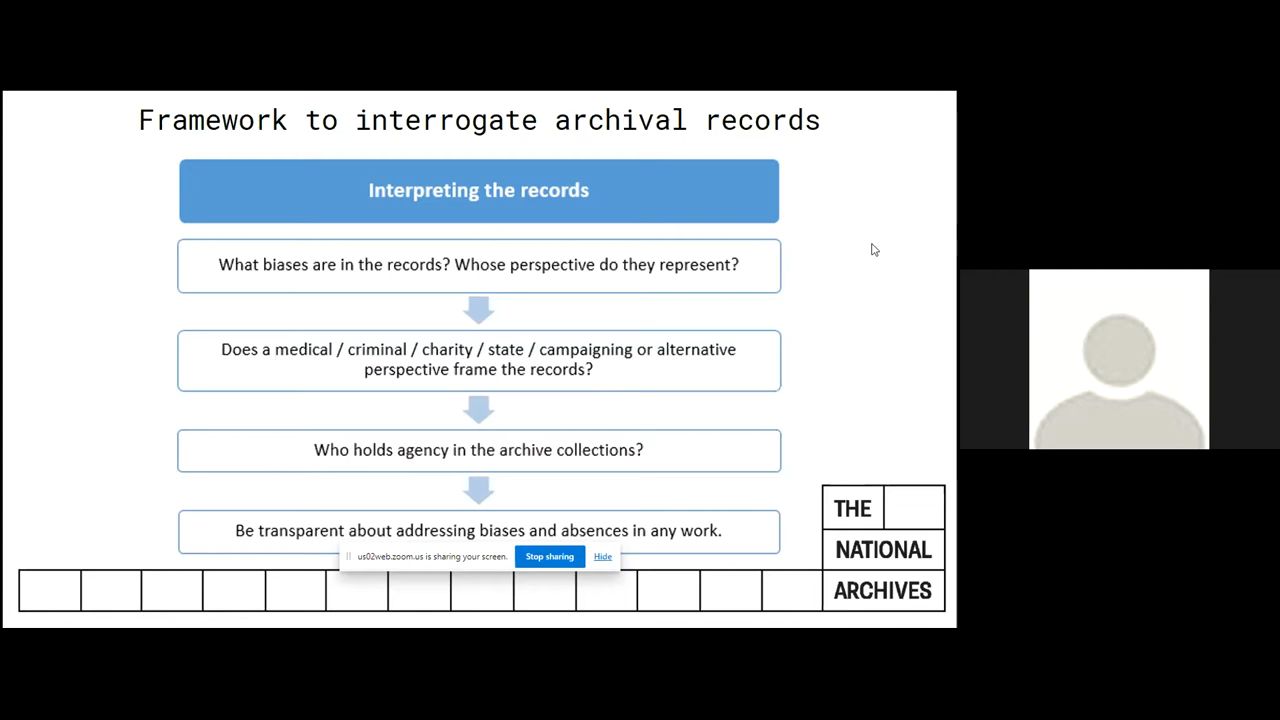 Framework to interrogate archival records
Interpreting the records
What biases are in the records? Whose perspective do they represent?
Does a medical / criminal / charity / state / campaigning or alternative
perspective frame the records?
Who holds agency in the archive collections?
Be transparent about addressing biases and absences in any work.
us02web.zoom.us is sharing your screen. Stop sharing Hide
THE
NATIONAL
ARCHIVES